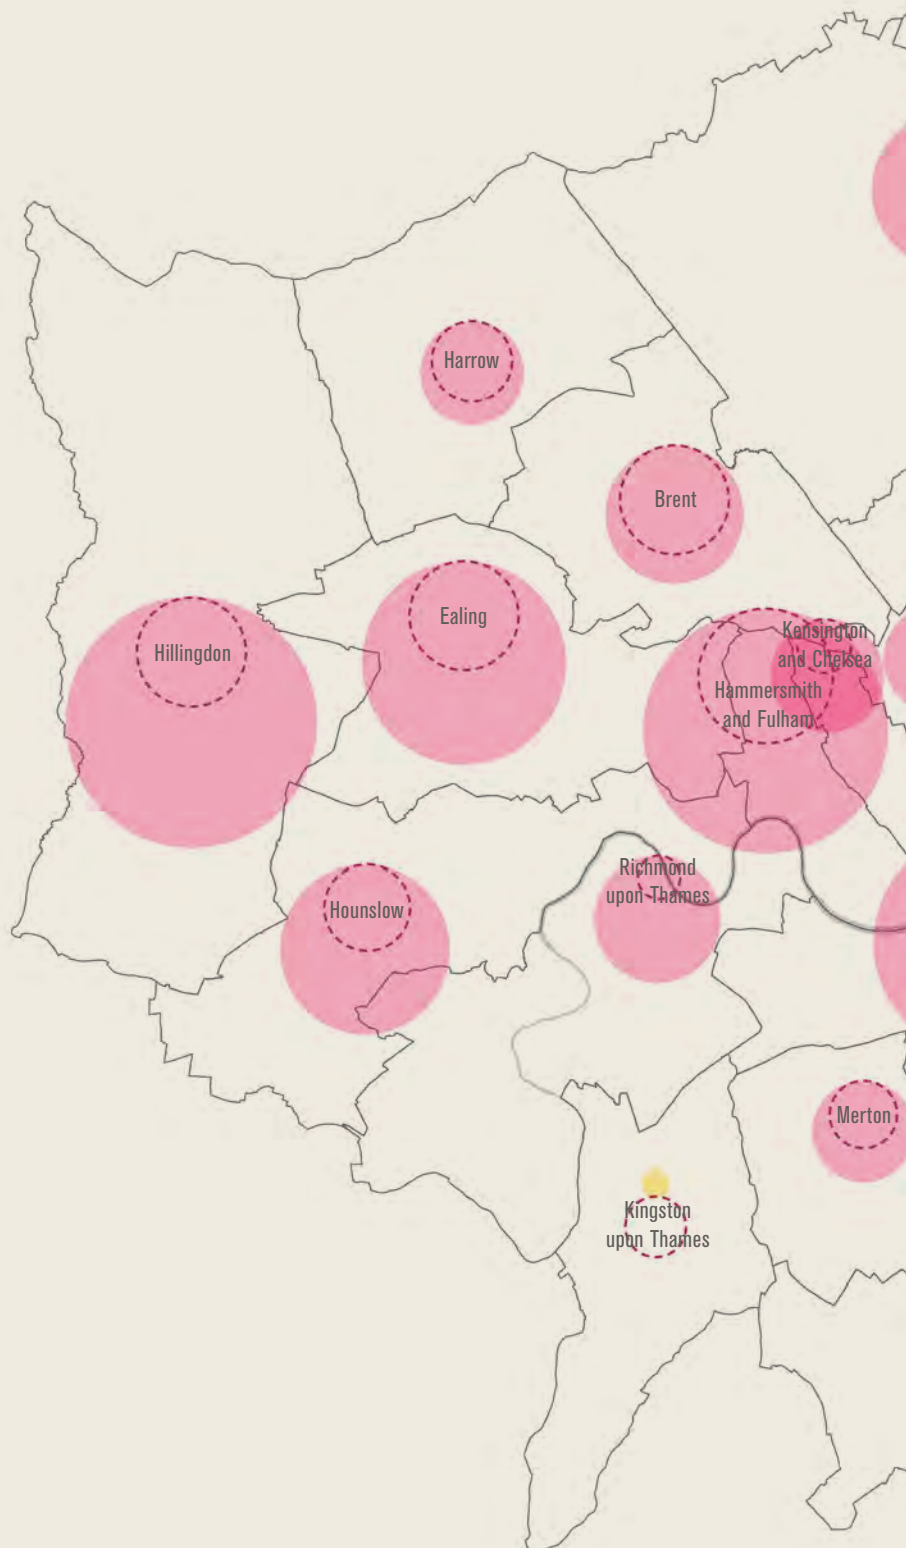 Harrow
Brent
Ealing
Hillingdon
Kensington
and Chelsea
Hammersmith
and Fulham
Richmond
upon Thames
Hounslow
Merton
Kingston
upon Thames